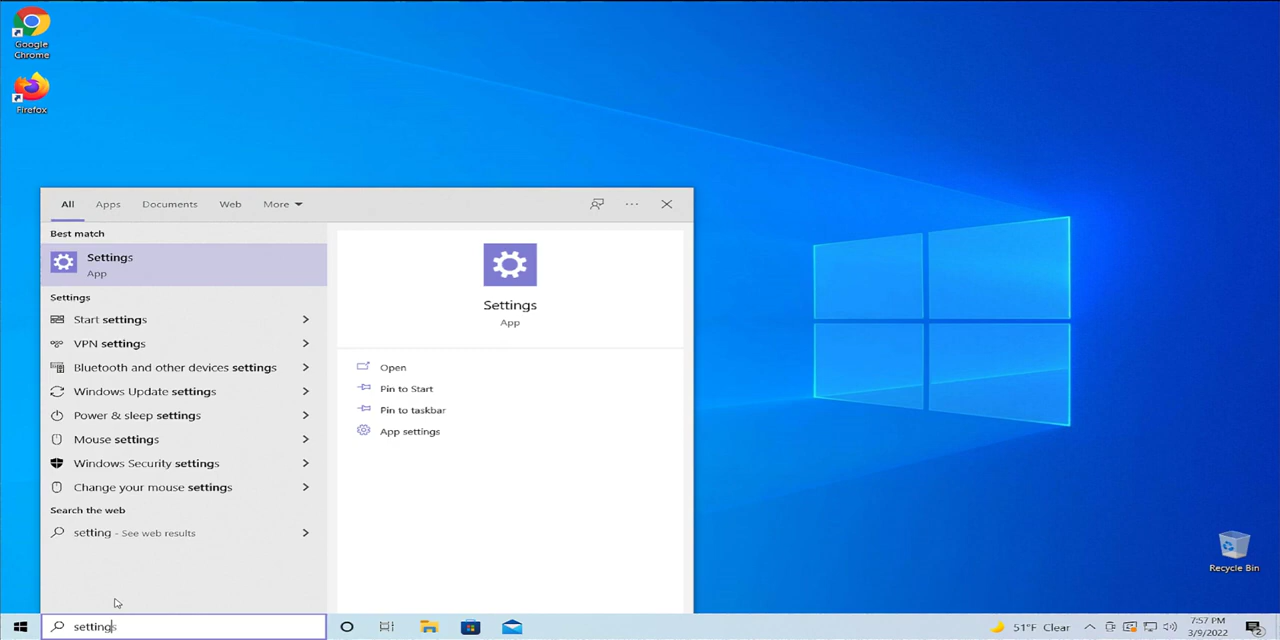 Google
Chrome
Firefox
All Apps Documents Web More
Best match
Settings
App
Settings
Start settings
VPN settings
Bluetooth and other devices settings
Windows Update settings
Power & sleep settings
Mouse settings
Windows Security settings
Change your mouse settings
Search the web
setting - See web results
Settings
App
Open
Pin to Start
Pin to taskbar
App settings
Recycle Bin
settings
51°F Clear
7:57 PM
3/9/2022
2